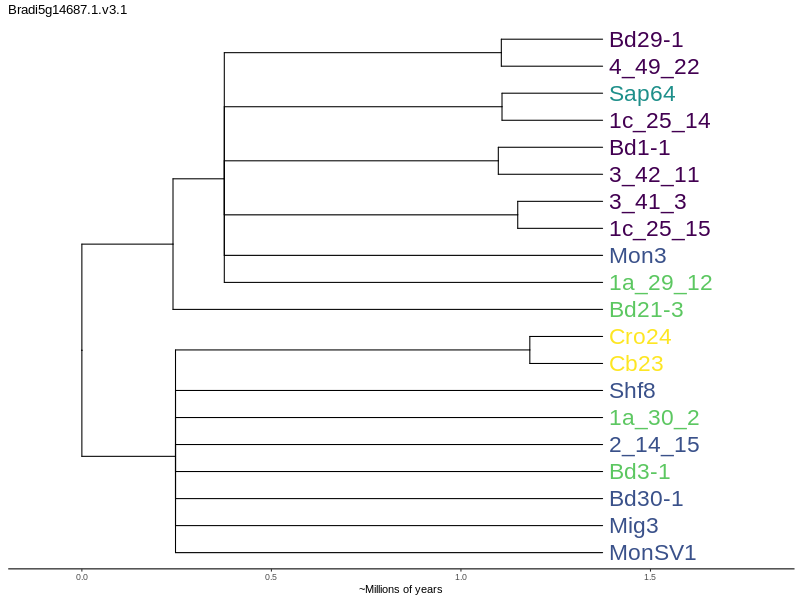 Bradi5g14687.1.v3.1
Bd29-1
4_49_22
Sap64
1c_25_14
Bd1-1
3_42_11
3_41_3
1c_25_15
Mon3
1a_29_12
Bd21-3
Cro24
Cb23
Shf8
1a_30_2
2_14_15
Bd3-1
Bd30-1
Mig3
MonSV1
0.0 0.5 1.0 1.5
~Millions of years